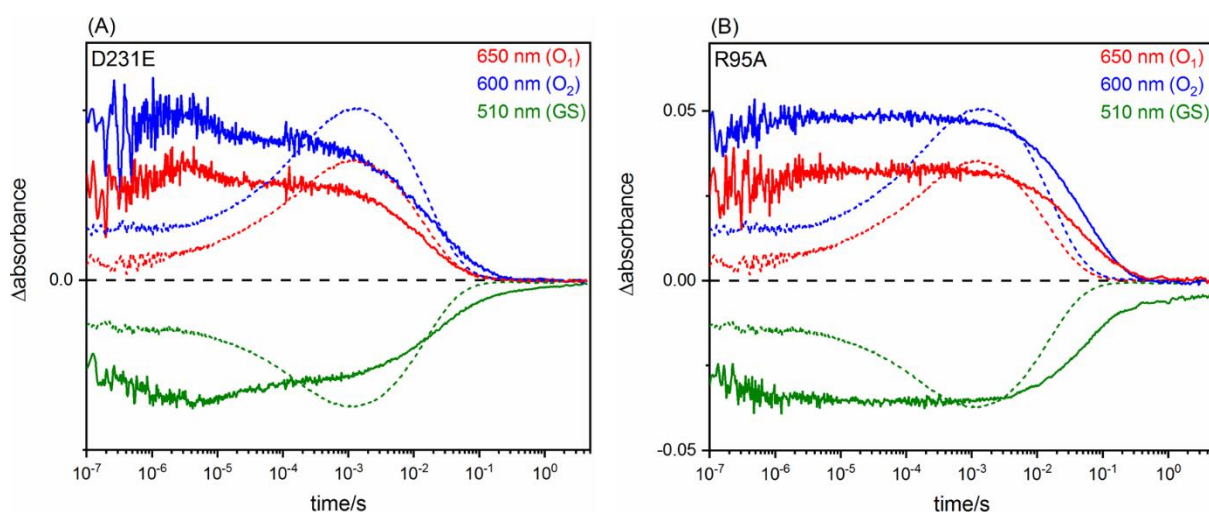 (A)
D231E
650 nm (O₁)
600 nm (O₂)
510 nm (GS)
Δabsorbance
0.0
10⁻⁷ 10⁻⁶ 10⁻⁵ 10⁻⁴ 10⁻³ 10⁻² 10⁻¹ 10⁰
time/s
(B)
R95A
650 nm (O₁)
600 nm (O₂)
510 nm (GS)
Δabsorbance
0.05
0.00
-0.05
10⁻⁷ 10⁻⁶ 10⁻⁵ 10⁻⁴ 10⁻³ 10⁻² 10⁻¹ 10⁰
time/s